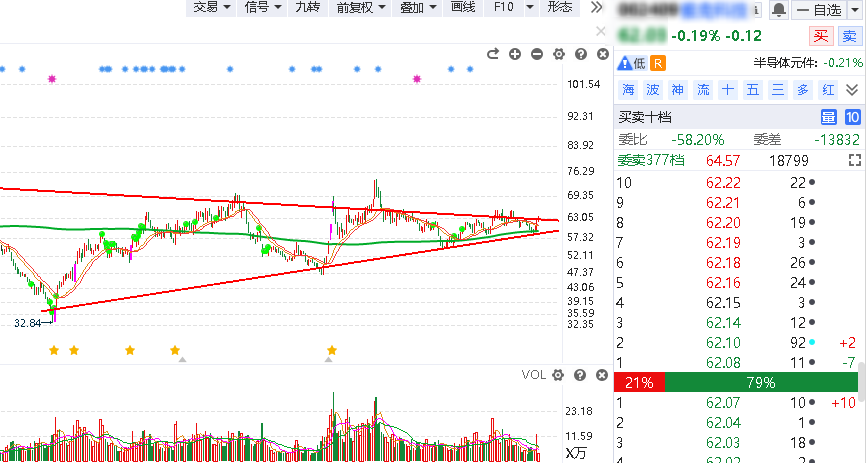 交易 信号 九转 前复权 叠加 画线 F10 形态
自选
-0.19% -0.12
买 卖
低 R 半导体元件: -0.21%
海 波 神 流 十 五 三 多 红
买卖十档 量 10
委比 -58.20% 委差 -13832
委卖377档 64.57 18799
10 62.22 22
9 62.21 6
8 62.20 19
7 62.19 3
6 62.18 26
5 62.16 24
4 62.15 3
3 62.14 12
2 62.10 92 +2
1 62.08 11 -7
21% 79%
1 62.07 10 +10
2 62.04 1
3 62.03 18
4 62.02 2
101.54
92.31
83.92
76.29
69.35
63.05
57.32
52.11
47.37
43.06
39.15
35.59
32.35
32.84
VOL
23.18
11.59
X万